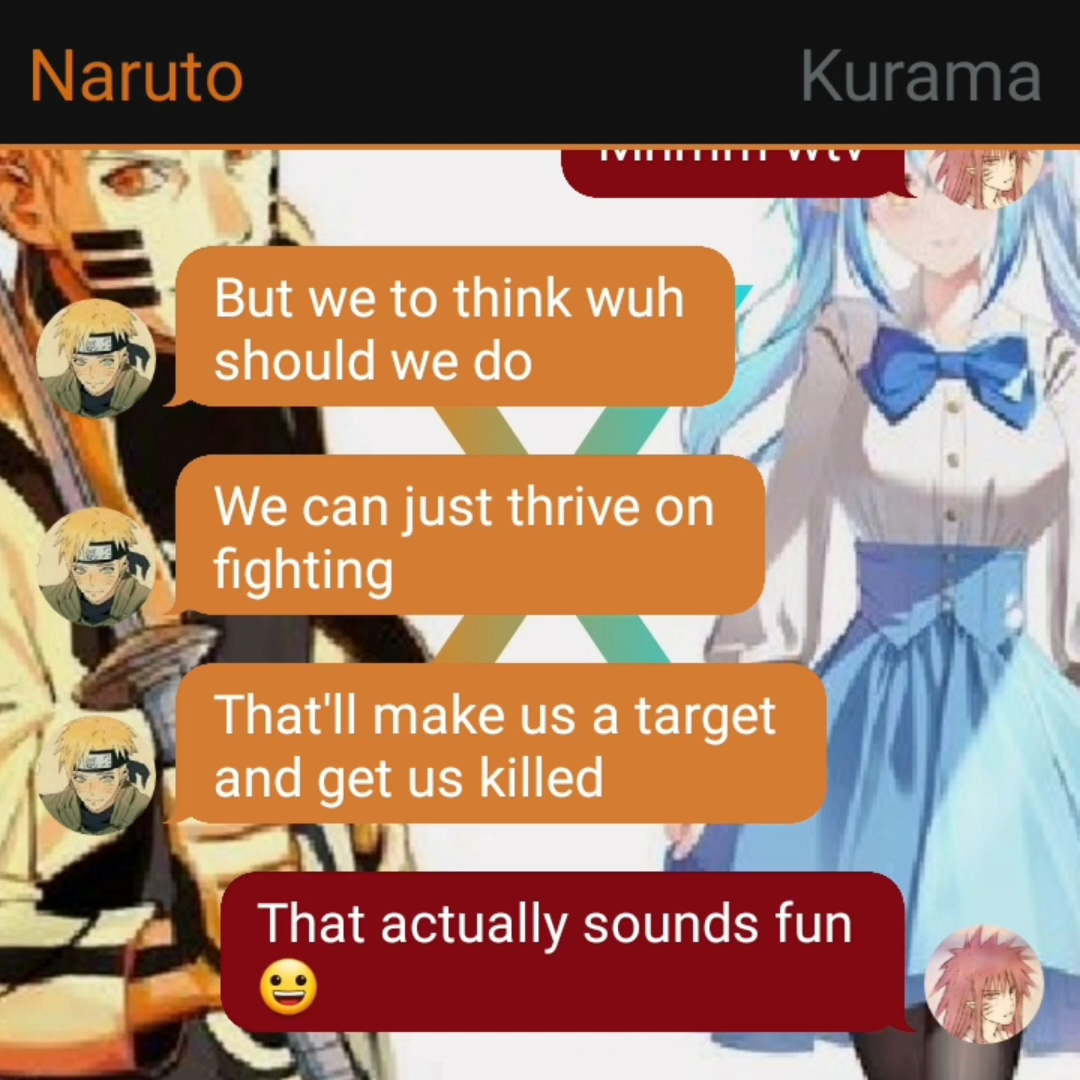 Naruto
Kurama
But we to think wuh
should we do
We can just thrive on
fighting
That'll make us a target
and get us killed
That actually sounds fun
😀